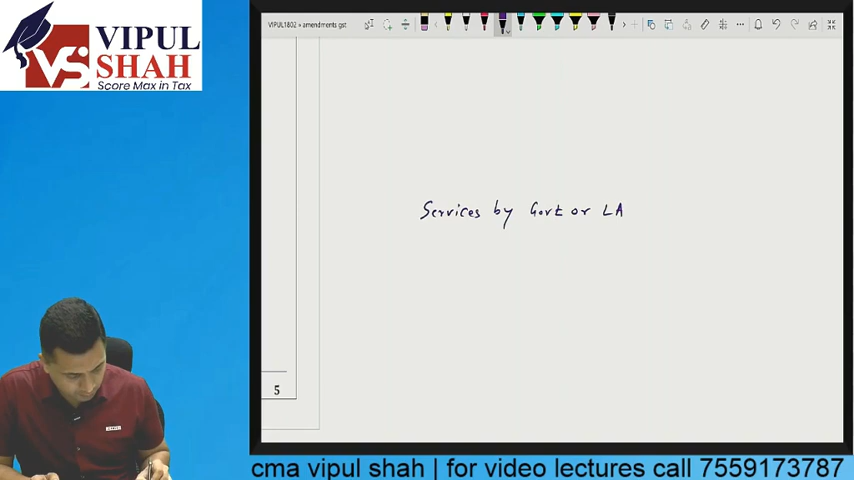 VIPUL
SHAH
Score Max in Tax
VIPUL1802 + amendments gst
Services by Govt or LA
5
cma vipul shah | for video lectures call 7559173787